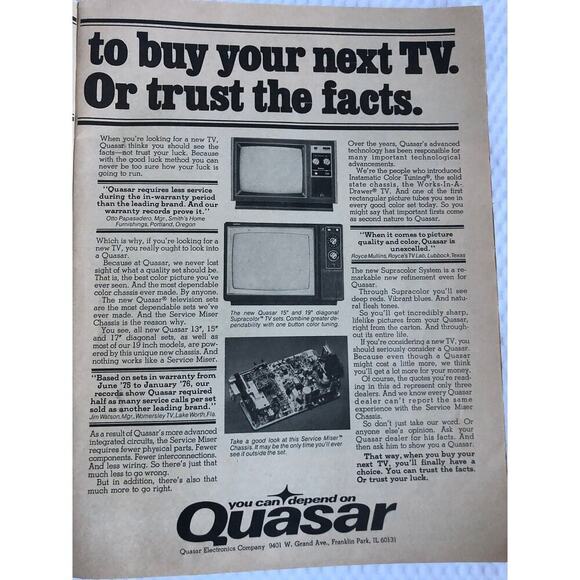 to buy your next TV.
Or trust the facts.
When you're looking for a new TV,
Quasar thinks you should see the
facts—not trust your luck. Because
with the good luck method you can
never be too sure how your luck is
going to run.
"Quasar requires less service
during the in-warranty period
than the leading brand. And our
warranty records prove it."
Otto Papasadero, Mgr., Smith's Home
Furnishings, Portland, Oregon
Which is why, if you're looking for a
new TV, you really ought to look into
a Quasar.
Because at Quasar, we never lost
sight of what a quality set should be.
That is, the best color picture you've
ever seen. And the most dependable
color chassis ever made. By anyone.
The new Quasar® television sets
are the most dependable sets we've
ever made. And the Service Miser
Chassis is the reason why.
You see, all new Quasar 13", 15"
and 17" diagonal sets, as well as
most of our 19 inch models, are pow-
ered by this unique new chassis. And
nothing works like a Service Miser.
"Based on sets in warranty from
June '75 to January '76, our
records show Quasar required
half as many service calls per set
sold as another leading brand."
Jim Watson, Mgr., Womersley TV, Lake Worth, Fla.
As a result of Quasar's more advanced
integrated circuits, the Service Miser
requires fewer physical parts. Fewer
components. Fewer interconnections.
And less wiring. So there's just that
much less to go wrong.
But in addition, there's also that
much more to go right.
The new Quasar 15" and 19" diagonal
Supracolor™ TV sets. Combine greater de-
pendability with one button color tuning.
Take a good look at this Service Miser™
Chassis. It may be the only time you'll ever
see it outside the set.
Over the years, Quasar's advanced
technology has been responsible for
many important technological
advancements.
We're the people who introduced
Instamatic Color Tuning®, the solid
state chassis, the Works-In-A-
Drawer® TV. And one of the first
rectangular picture tubes you see in
every good color set today. So you
might say that important firsts come
as second nature to Quasar.
"When it comes to picture
quality and color, Quasar is
unexcelled."
Royce Mullins, Royce's TV Lab, Lubbock, Texas
The new Supracolor System is a re-
markable new refinement even for
Quasar.
Through Supracolor you'll see
deep reds. Vibrant blues. And nat-
ural flesh tones.
So you'll get incredibly sharp,
lifelike pictures from your Quasar,
right from the carton. And through-
out its entire life.
If you're considering a new TV, you
should seriously consider a Quasar.
Because even though a Quasar
might cost a little more, we think
you'll get a lot more for your money.
Of course, the quotes you're read-
ing in this ad represent only three
dealers. And we know every Quasar
dealer can't report the same
experience with the Service Miser
Chassis.
So don't just take our word. Or
anyone else's opinion. Ask your
Quasar dealer for his facts. And
then ask him to show you a Quasar.
That way, when you buy your
next TV, you'll finally have a
choice. You can trust the facts.
Or trust your luck.
you can depend on
Quasar
Quasar Electronics Company 9401 W. Grand Ave., Franklin Park, IL 60131